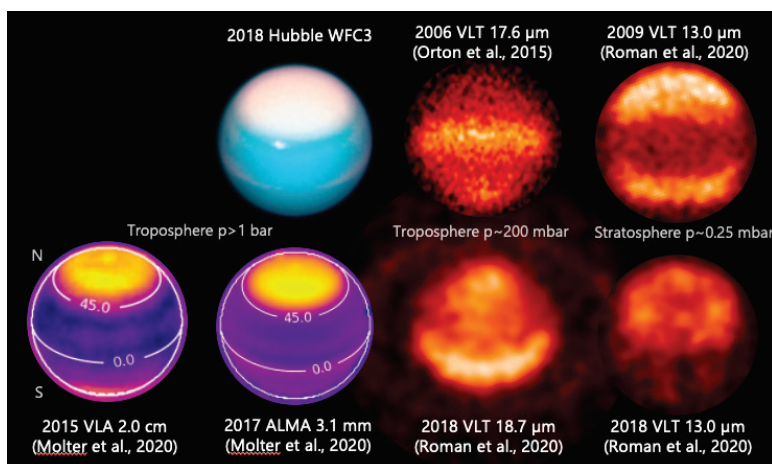 2018 Hubble WFC3
2006 VLT 17.6 µm
(Orton et al., 2015)
2009 VLT 13.0 µm
(Roman et al., 2020)
Troposphere p>1 bar
Troposphere p~200 mbar
Stratosphere p~0.25 mbar
N
45.0
0.0
S
45.0
0.0
2015 VLA 2.0 cm
(Molter et al., 2020)
2017 ALMA 3.1 mm
(Molter et al., 2020)
2018 VLT 18.7 µm
(Roman et al., 2020)
2018 VLT 13.0 µm
(Roman et al., 2020)